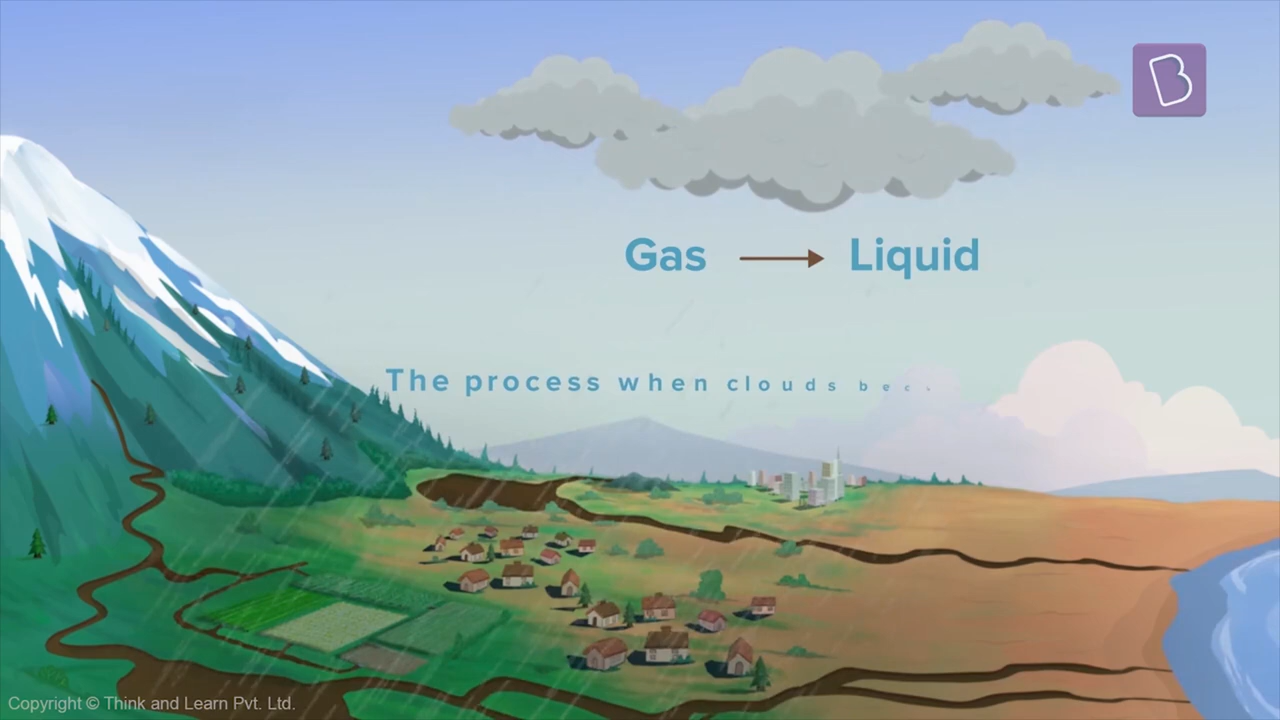 Gas → Liquid
The process when clouds
Copyright © Think and Learn Pvt. Ltd.